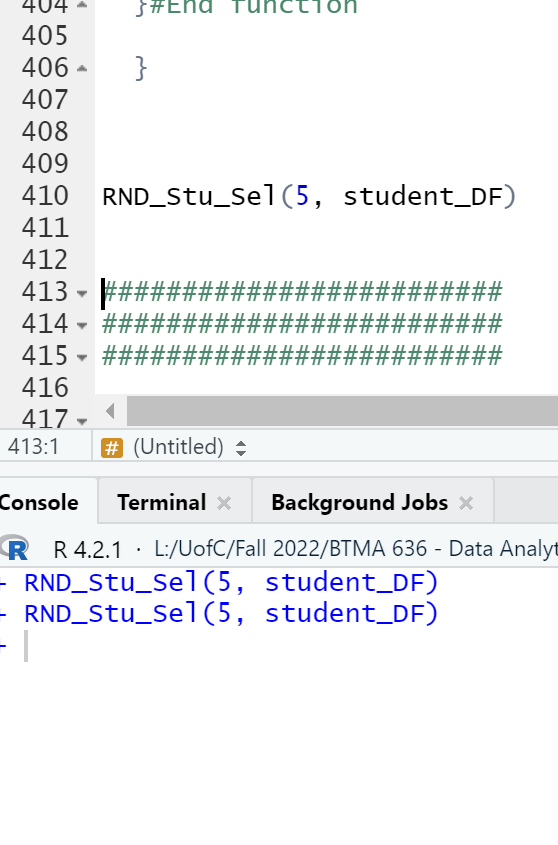 404 }#End function
405
406 }
407
408
409
410 RND_Stu_Sel(5, student_DF)
411
412
413 #########################
414 #########################
415 #########################
416
417
413:1 # (Untitled)
Console Terminal Background Jobs
R R 4.2.1 · L:/UofC/Fall 2022/BTMA 636 - Data Analyt
+ RND_Stu_Sel(5, student_DF)
+ RND_Stu_Sel(5, student_DF)
+